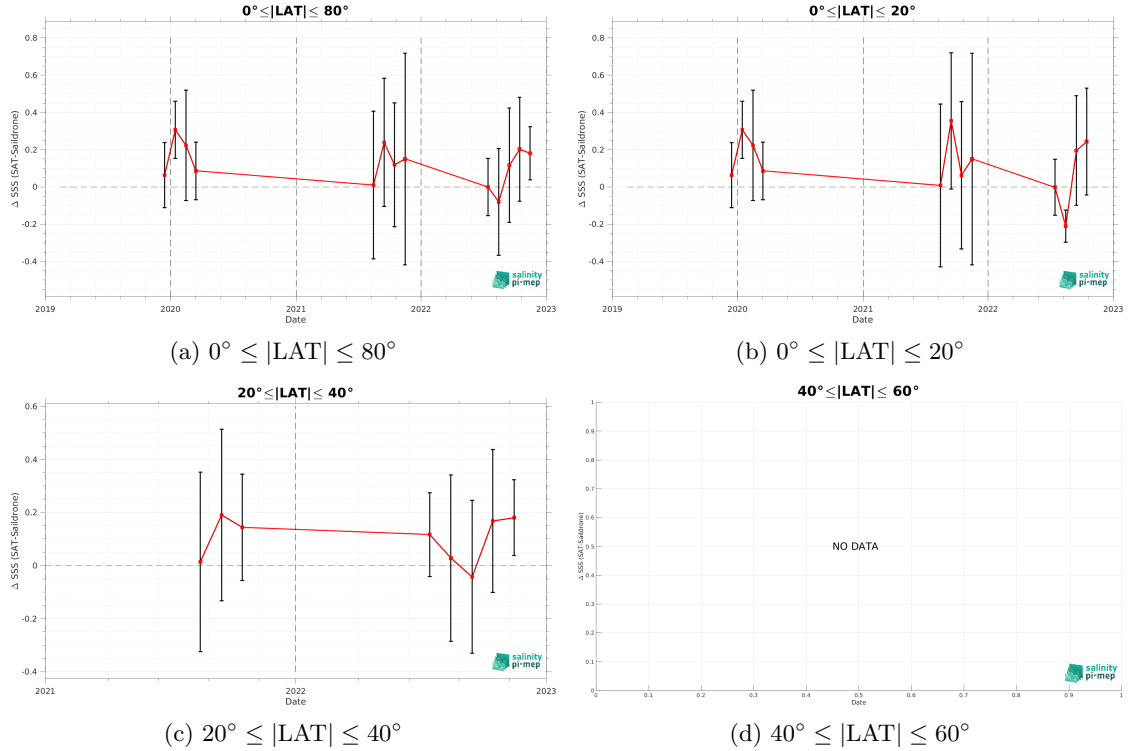 0°≤|LAT|≤ 80°
Δ SSS (SAT-Saildrone)
0.8
0.6
0.4
0.2
0
-0.2
-0.4
2019 2020 2021 2022 2023
Date
salinity
pi-mep
(a) 0° ≤ |LAT| ≤ 80°
0°≤|LAT|≤ 20°
Δ SSS (SAT-Saildrone)
0.8
0.6
0.4
0.2
0
-0.2
-0.4
2019 2020 2021 2022 2023
Date
salinity
pi-mep
(b) 0° ≤ |LAT| ≤ 20°
20°≤|LAT|≤ 40°
Δ SSS (SAT-Saildrone)
0.6
0.4
0.2
0
-0.2
-0.4
2021 2022 2023
Date
salinity
pi-mep
(c) 20° ≤ |LAT| ≤ 40°
40°≤|LAT|≤ 60°
Δ SSS (SAT-Saildrone)
1
0.9
0.8
0.7
0.6
0.5
0.4
0.3
0.2
0.1
0
NO DATA
0 0.1 0.2 0.3 0.4 0.5 0.6 0.7 0.8 0.9 1
Date
salinity
pi-mep
(d) 40° ≤ |LAT| ≤ 60°